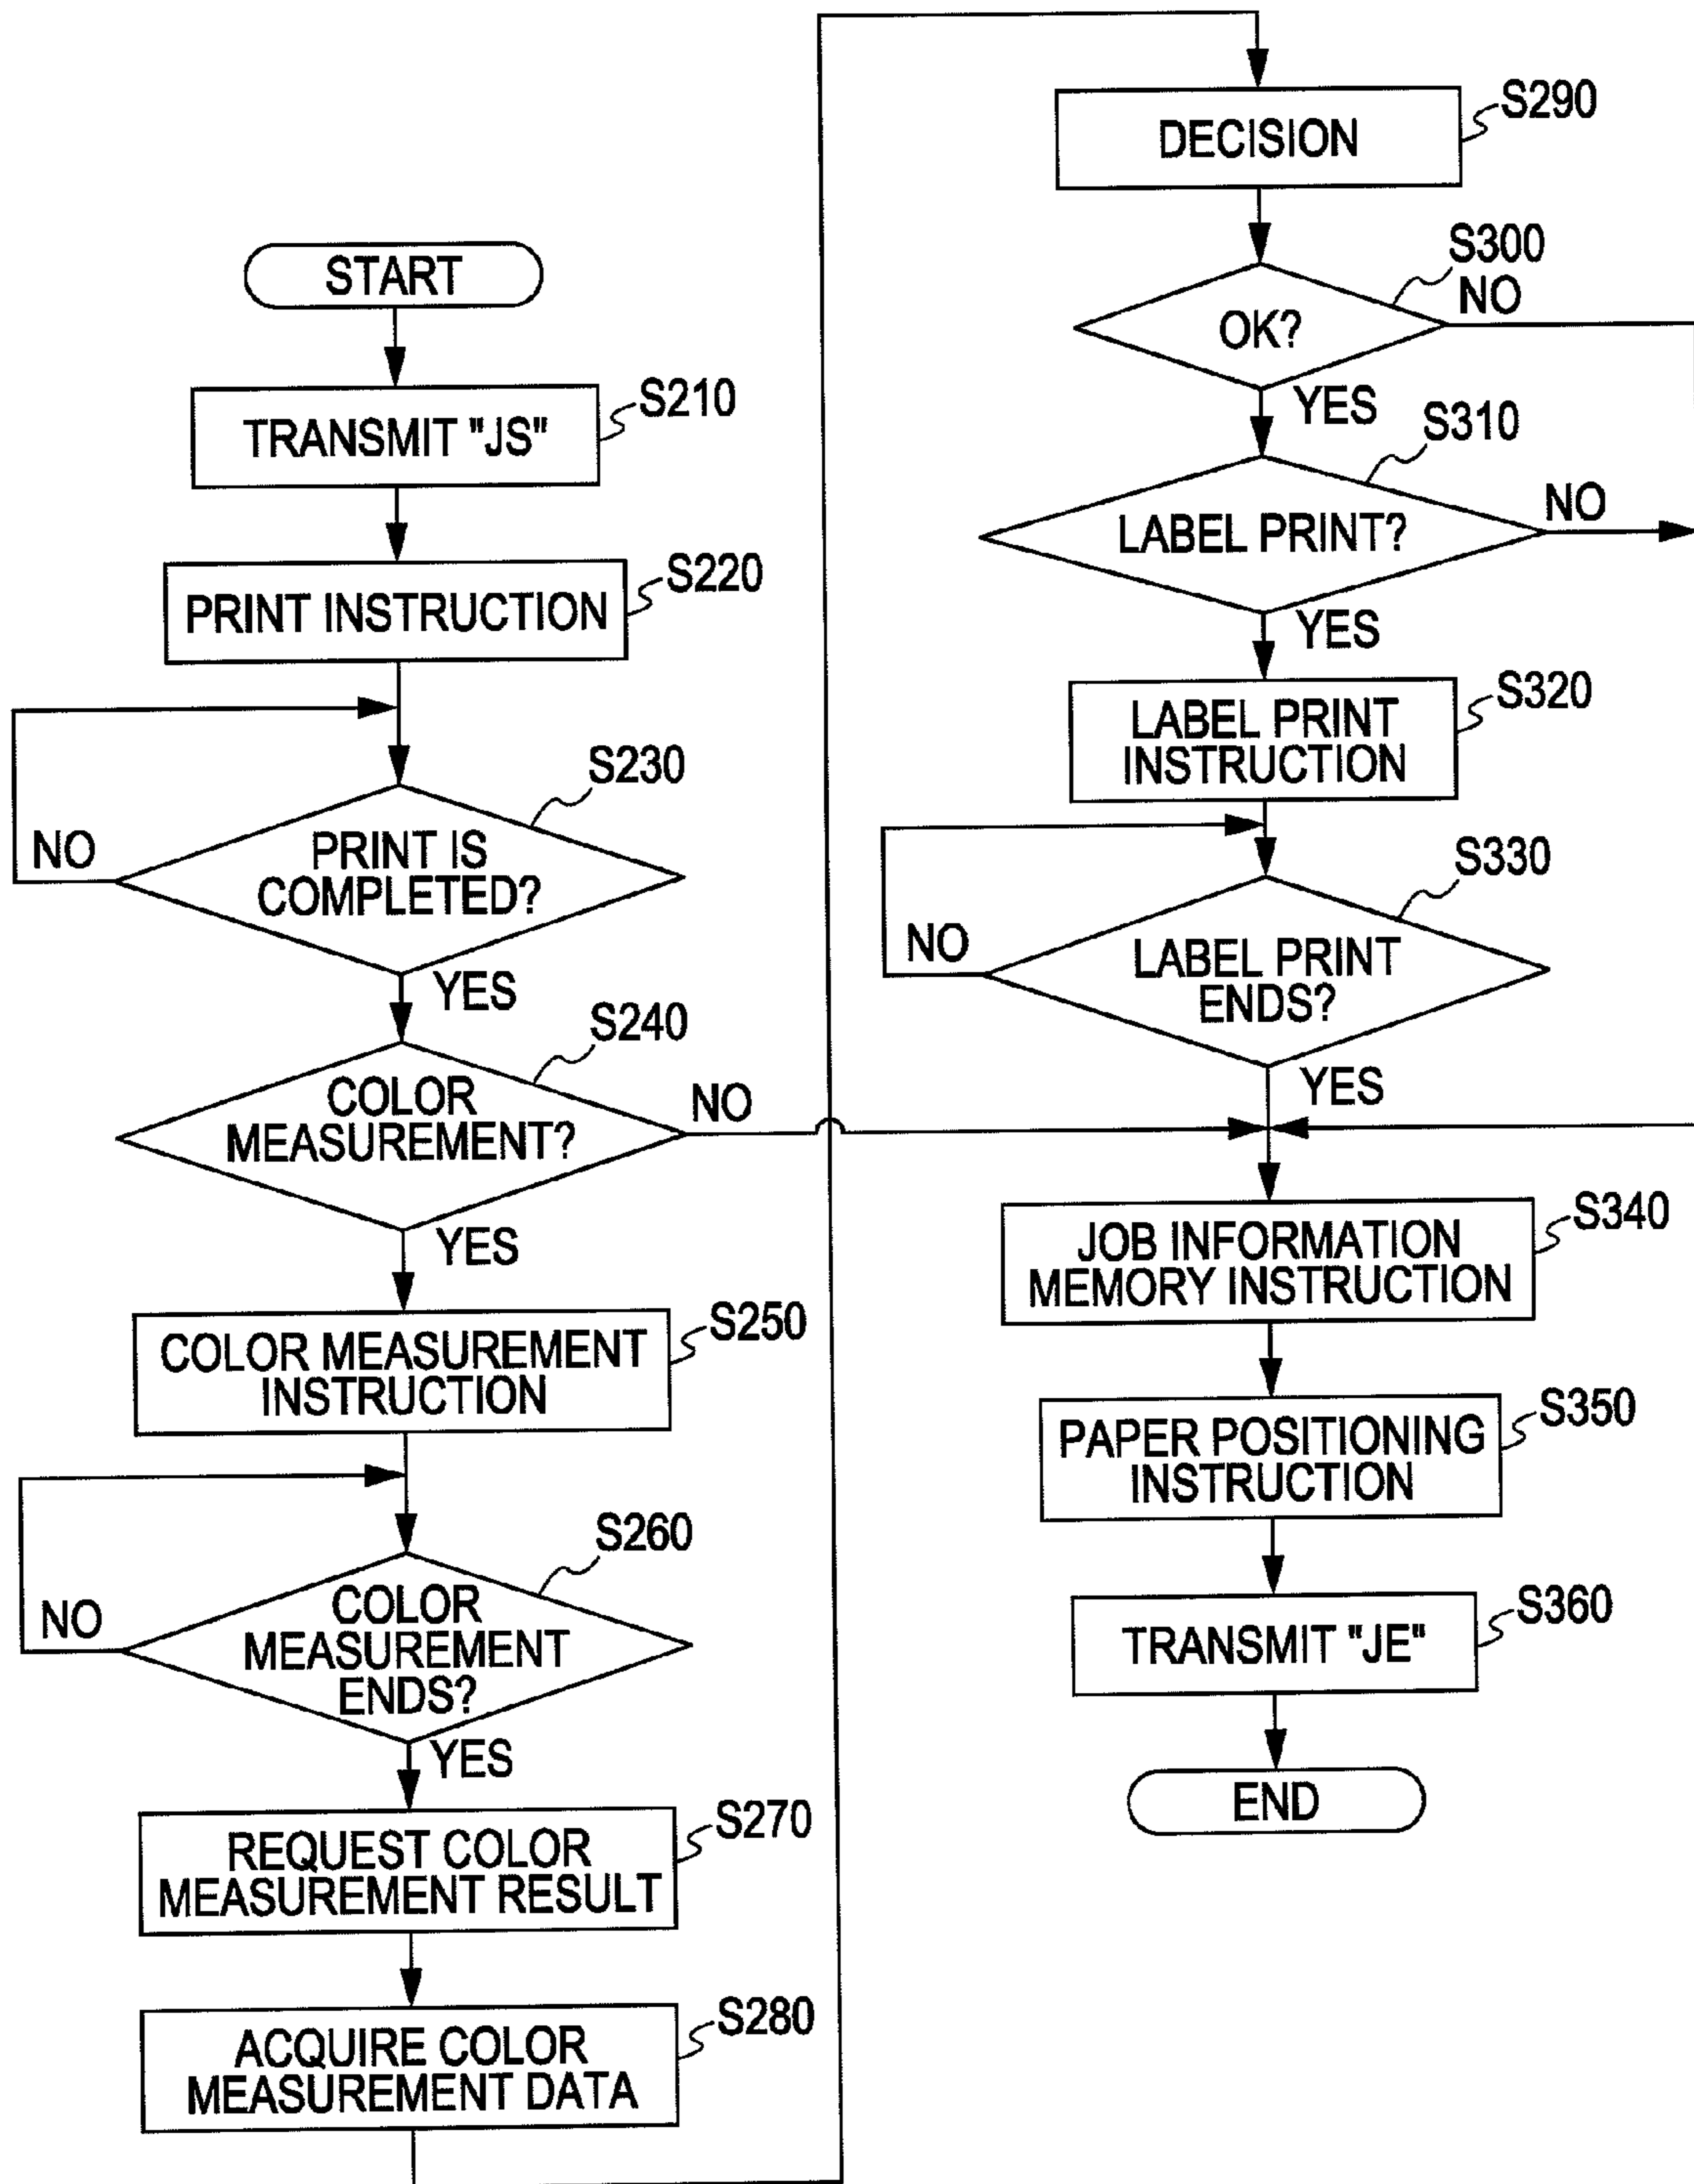 START
TRANSMIT "JS"
S210
PRINT INSTRUCTION
S220
S230
PRINT IS
COMPLETED?
NO
YES
S240
COLOR
MEASUREMENT?
NO
YES
COLOR MEASUREMENT
INSTRUCTION
S250
S260
COLOR
MEASUREMENT
ENDS?
NO
YES
REQUEST COLOR
MEASUREMENT RESULT
S270
ACQUIRE COLOR
MEASUREMENT DATA
S280
DECISION
S290
S300
OK?
NO
YES
S310
LABEL PRINT?
NO
YES
LABEL PRINT
INSTRUCTION
S320
S330
LABEL PRINT
ENDS?
NO
YES
JOB INFORMATION
MEMORY INSTRUCTION
S340
PAPER POSITIONING
INSTRUCTION
S350
TRANSMIT "JE"
S360
END